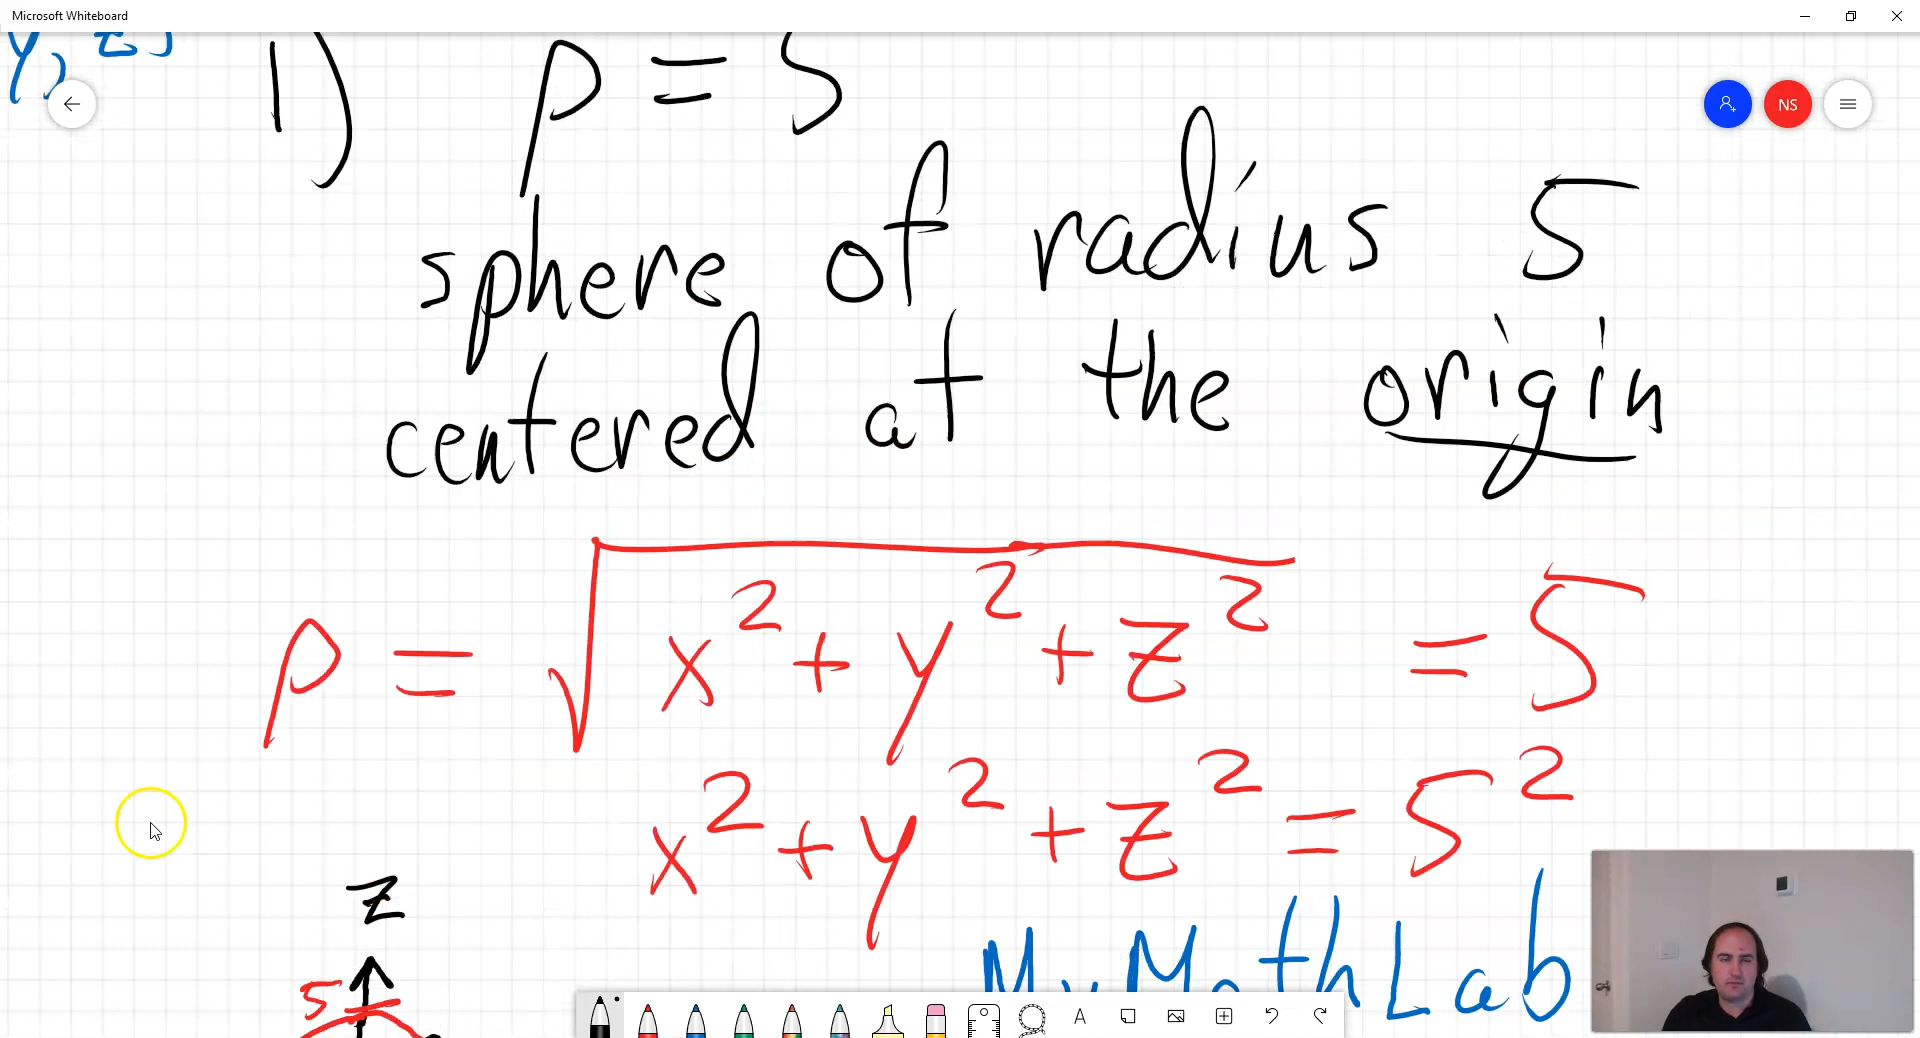 Microsoft Whiteboard
y, z)
1) ρ = 5
NS
sphere of radius 5
centered at the origin
ρ = √x² + y² + z² = 5
x² + y² + z² = 5²
z
MyMathLab
5
A